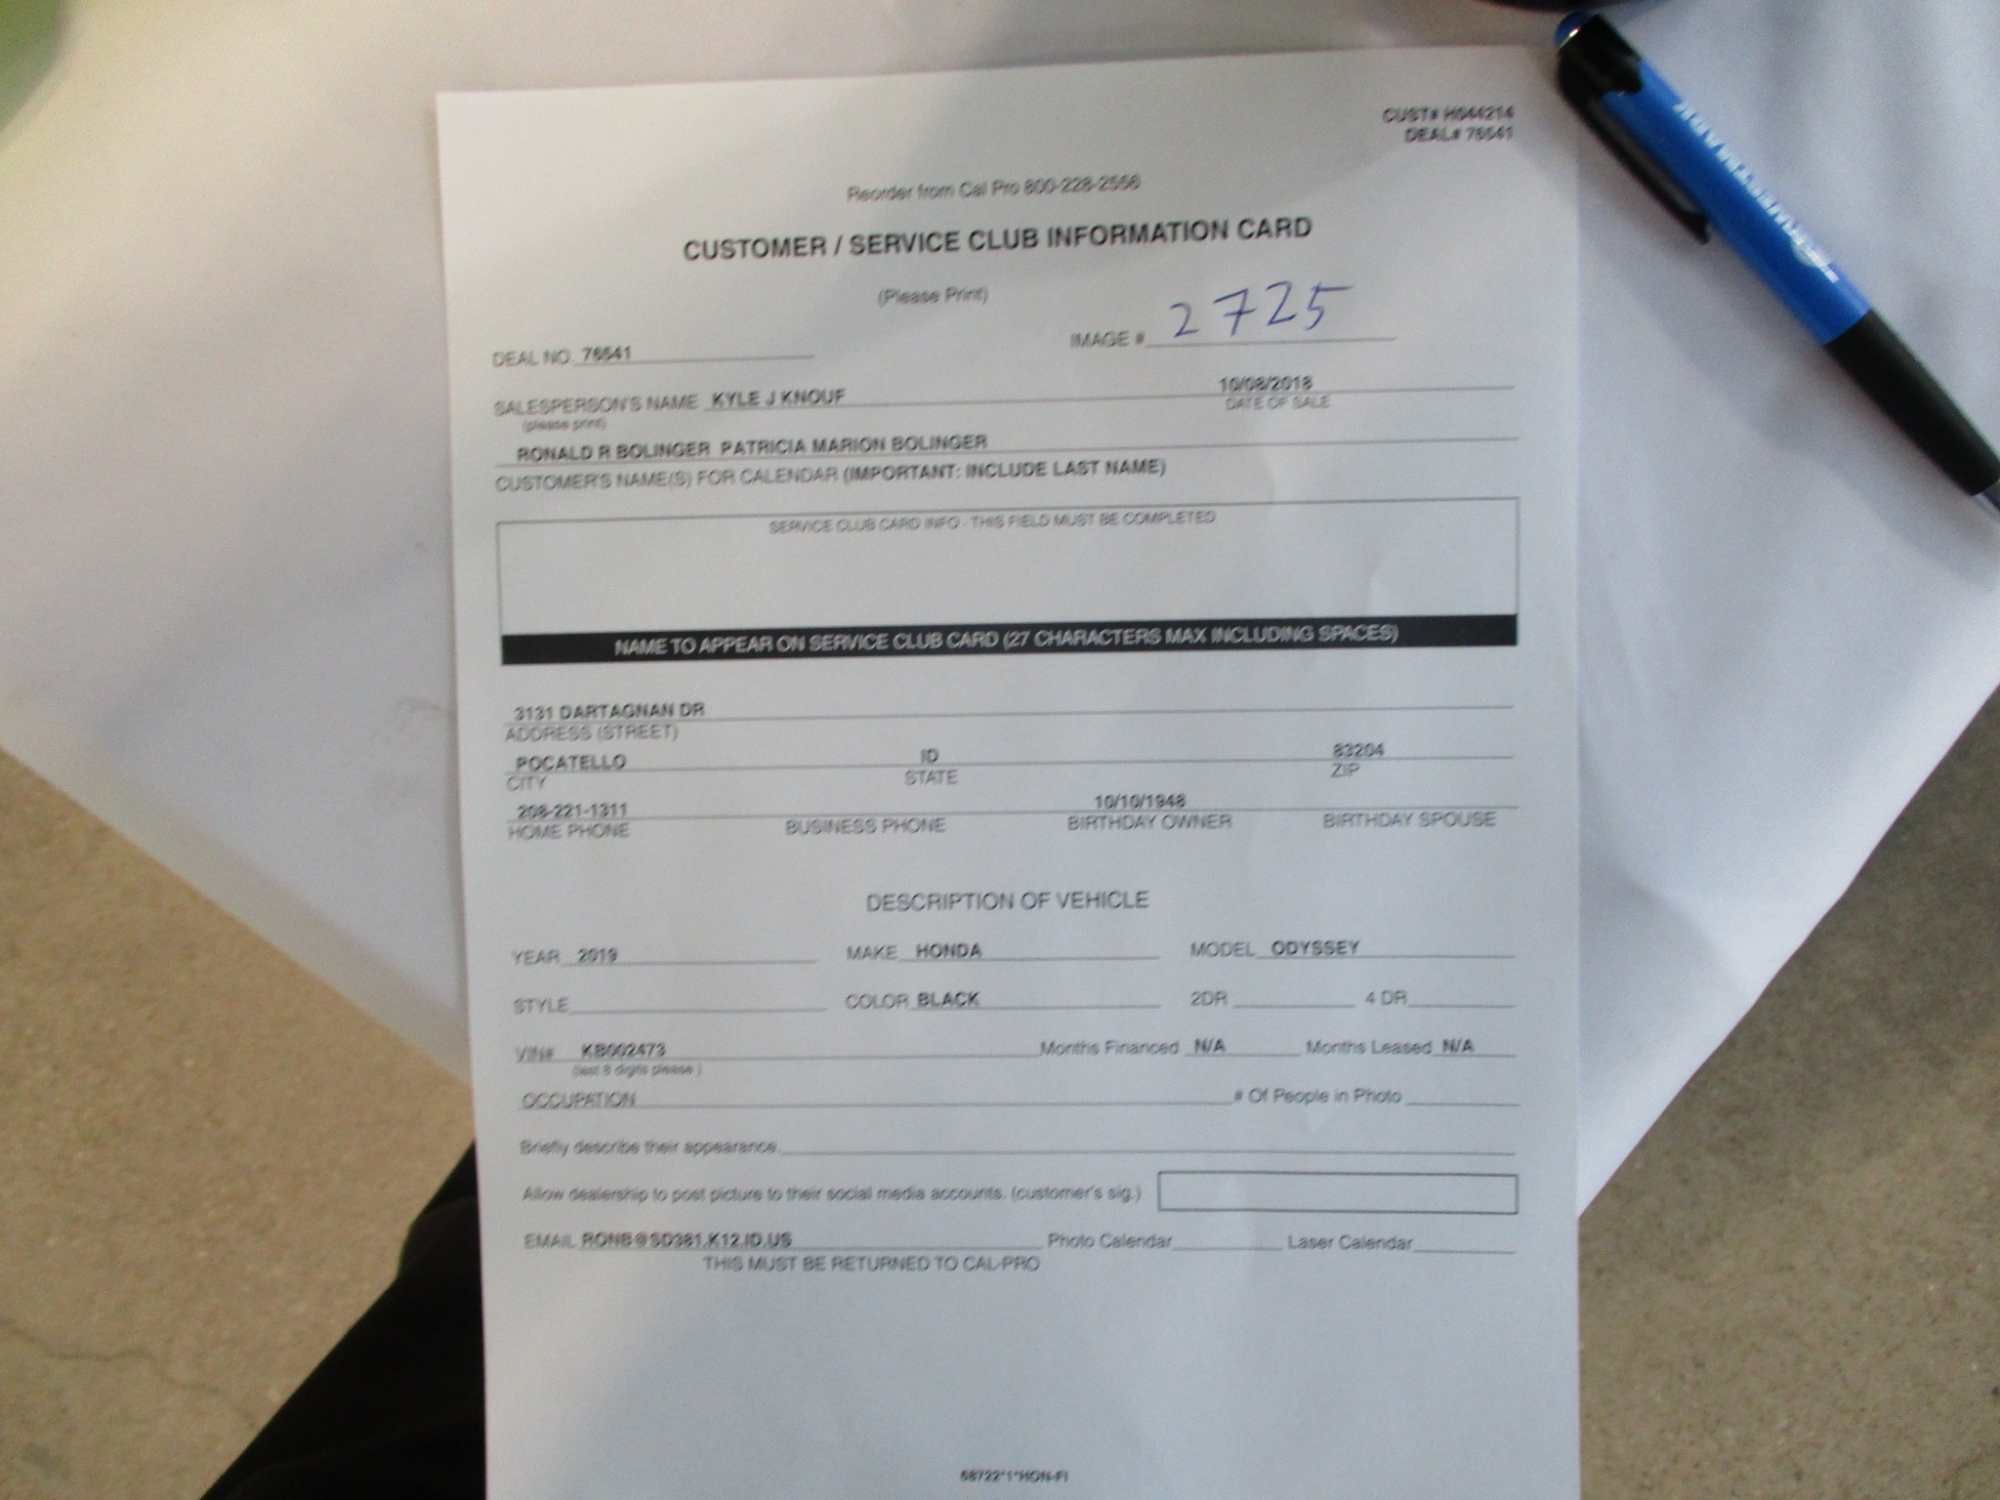 CUST# H644214
DEAL# 76541
Reorder from Cal Pro 800-228-2556
CUSTOMER / SERVICE CLUB INFORMATION CARD
(Please Print)
DEAL NO. 76541 IMAGE # 2725
SALESPERSON'S NAME KYLE J KNOUF 10/08/2018
(please print) DATE OF SALE
RONALD R BOLINGER PATRICIA MARION BOLINGER
CUSTOMER'S NAME(S) FOR CALENDAR (IMPORTANT: INCLUDE LAST NAME)
SERVICE CLUB CARD INFO - THIS FIELD MUST BE COMPLETED
NAME TO APPEAR ON SERVICE CLUB CARD (27 CHARACTERS MAX INCLUDING SPACES)
3131 DARTAGNAN DR
ADDRESS (STREET)
POCATELLO ID 83204
CITY STATE ZIP
208-221-1311 10/10/1948
HOME PHONE BUSINESS PHONE BIRTHDAY OWNER BIRTHDAY SPOUSE
DESCRIPTION OF VEHICLE
YEAR 2019 MAKE HONDA MODEL ODYSSEY
STYLE COLOR BLACK 2DR 4 DR
VIN# KB002473 Months Financed N/A Months Leased N/A
(last 8 digits please )
OCCUPATION # Of People in Photo
Briefly describe their appearance.
Allow dealership to post picture to their social media accounts. (customer's sig.)
EMAIL RONB@SD381.K12.ID.US Photo Calendar Laser Calendar
THIS MUST BE RETURNED TO CAL-PRO
68722*1*HON-FI